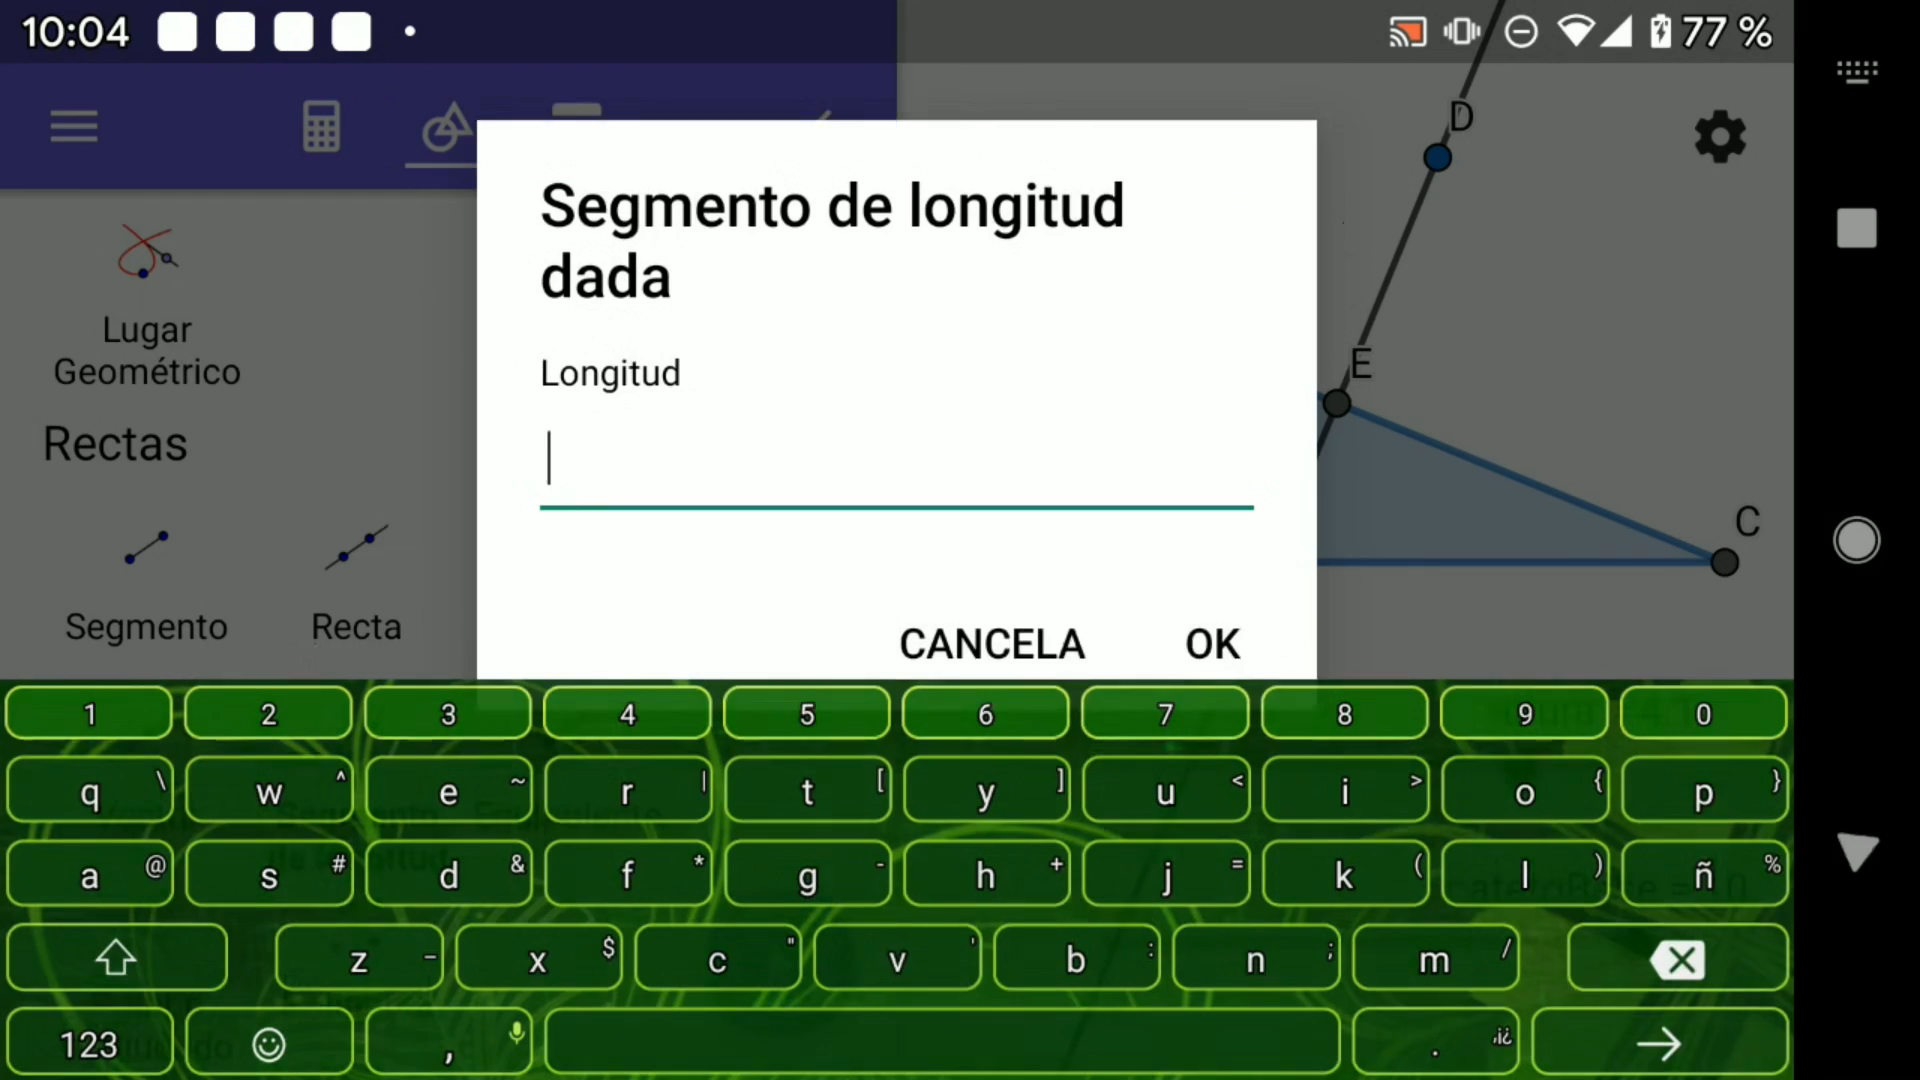 10:04
77 %
D
Segmento de longitud
dada
Lugar
Geométrico
Longitud
E
Rectas
C
Segmento
Recta
CANCELA
OK
1 2 3 4 5 6 7 8 9 0
q \ w ^ e ~ r | t [ y ] u < i > o { p }
a @ s # d & f * g - h + j = k ( l ) ñ %
z _ x $ c " v ' b : n ; m /
123 , . ,¡¿